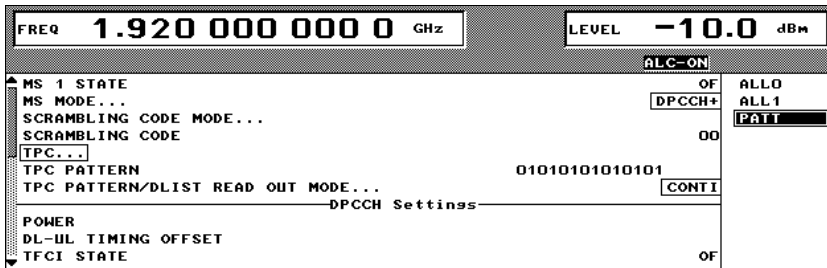 FREQ 1.920 000 000 0 GHz
LEVEL -10.0 dBm
ALC-ON
MS 1 STATE OF
MS MODE... DPCCH+
SCRAMBLING CODE MODE...
SCRAMBLING CODE 00
TPC...
TPC PATTERN 01010101010101
TPC PATTERN/DLIST READ OUT MODE... CONTI
DPCCH Settings
POWER
DL-UL TIMING OFFSET
TFCI STATE OF
ALL0
ALL1
PATT